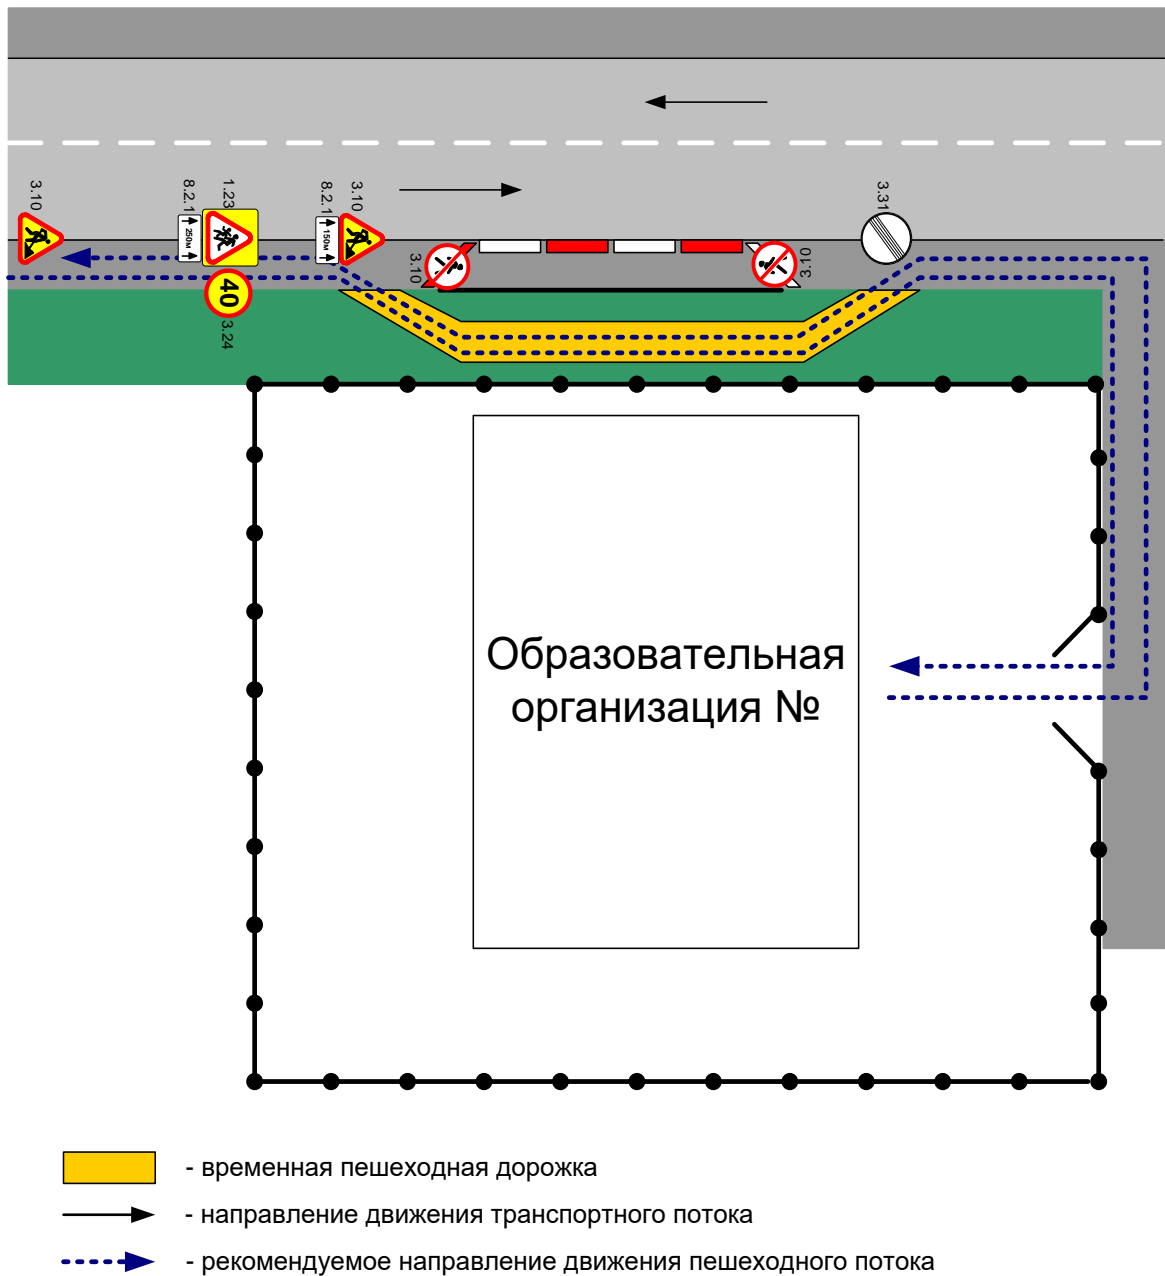 3.10
8.2.1
250м
1.23
40
3.24
8.2.1
150м
3.10
3.10
3.10
3.31
Образовательная
организация №
- временная пешеходная дорожка
- направление движения транспортного потока
- рекомендуемое направление движения пешеходного потока